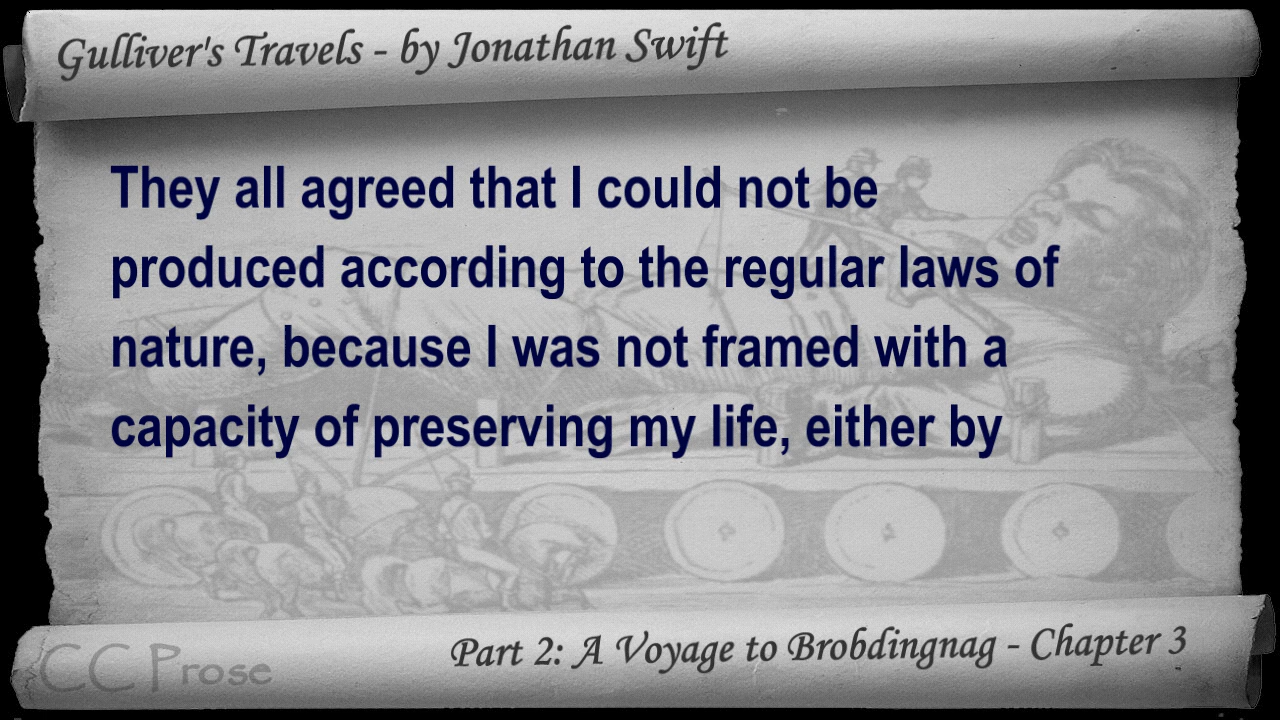 Gulliver's Travels - by Jonathan Swift
They all agreed that I could not be
produced according to the regular laws of
nature, because I was not framed with a
capacity of preserving my life, either by
Part 2: A Voyage to Brobdingnag - Chapter 3
CC Prose